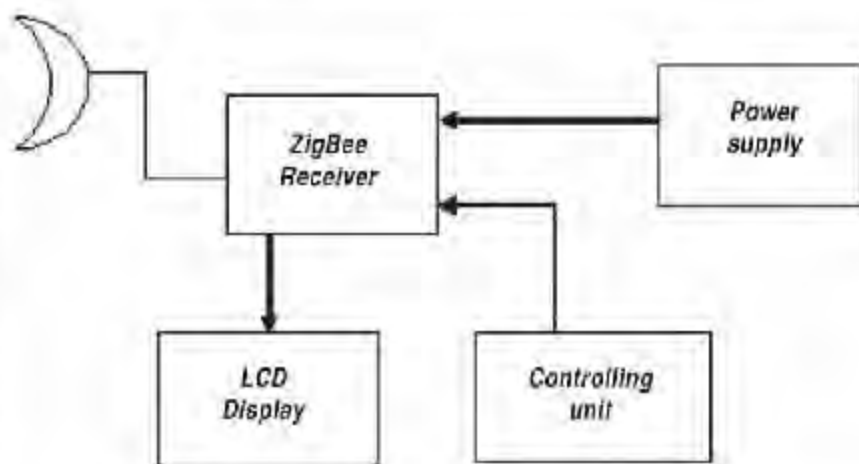 ZigBee
Receiver
Power
supply
LCD
Display
Controlling
unit